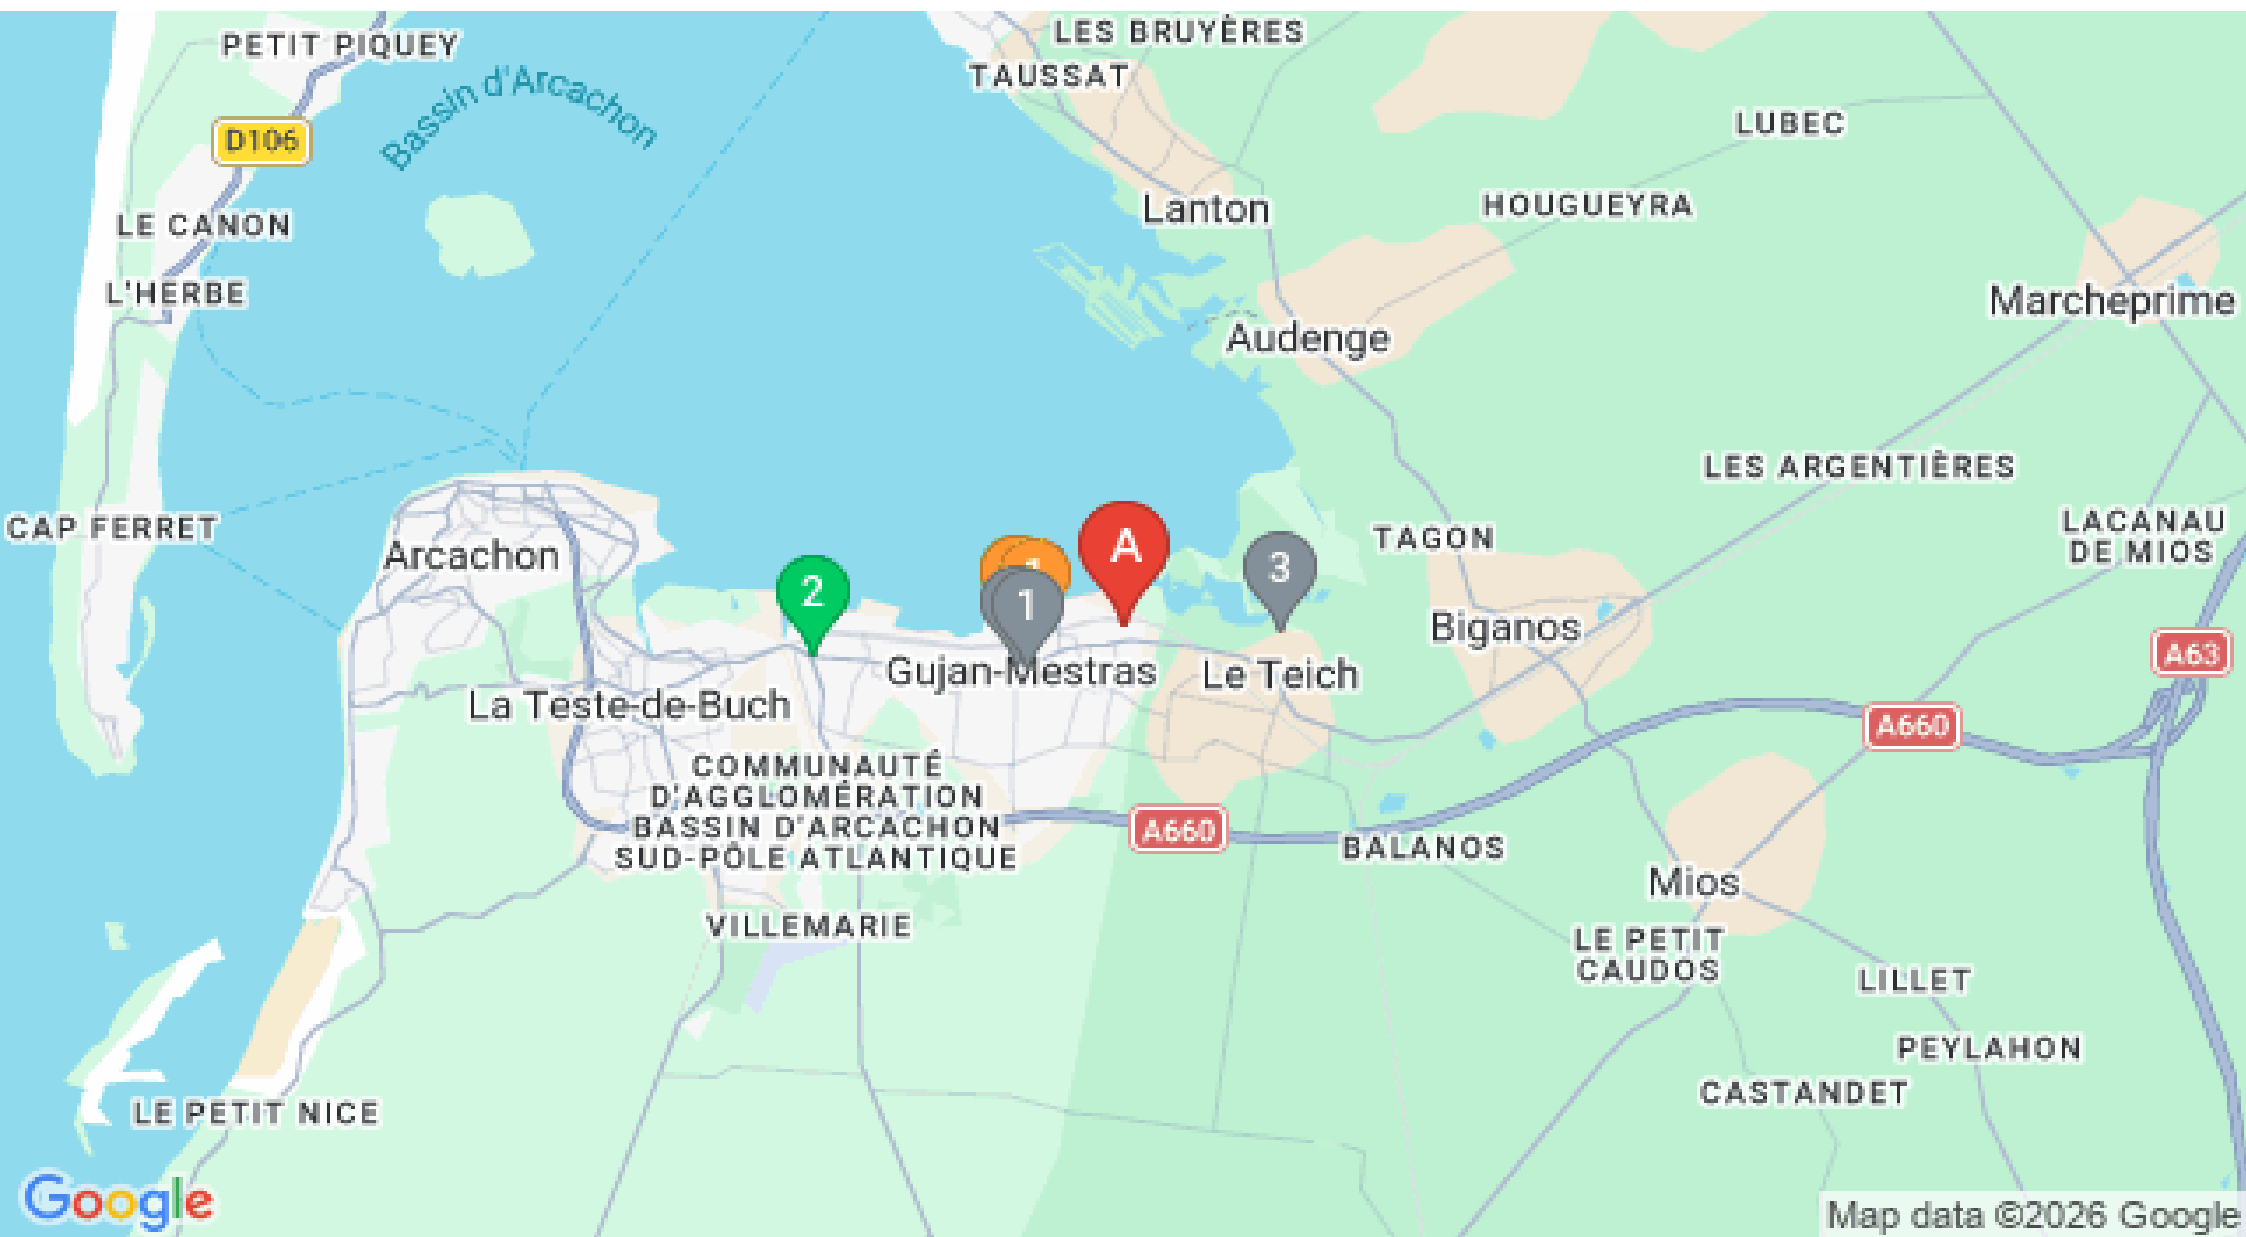 PETIT PIQUEY
LES BRUYÈRES
TAUSSAT
Bassin d'Arcachon
D106
LUBEC
LE CANON
Lanton
HOUGUEYRA
L'HERBE
Marcheprime
Audenge
LES ARGENTIÈRES
CAP FERRET
Arcachon
TAGON
LACANAU
DE MIOS
A
3
2
1
1
Biganos
A63
Gujan-Mestras
Le Teich
La Teste-de-Buch
A660
COMMUNAUTÉ
D'AGGLOMÉRATION
BASSIN D'ARCACHON
SUD-PÔLE ATLANTIQUE
A660
BALANOS
Mios
VILLEMARIE
LE PETIT
CAUDOS
LILLET
PEYLAHON
CASTANDET
LE PETIT NICE
Google
Map data ©2026 Google